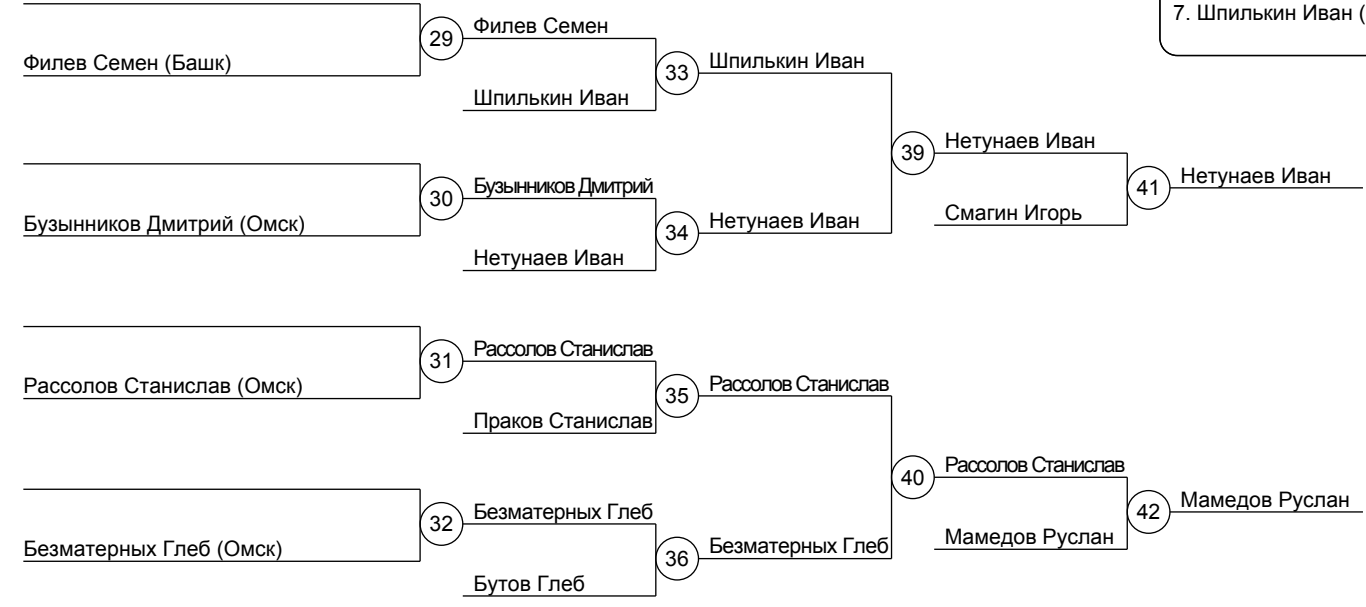 7. Шпилькин Иван (
29
Филев Семен
Филев Семен (Башк)
33
Шпилькин Иван
Шпилькин Иван
39
Нетунаев Иван
30
Бузынников Дмитрий
41
Нетунаев Иван
Бузынников Дмитрий (Омск)
34
Нетунаев Иван
Смагин Игорь
Нетунаев Иван
31
Рассолов Станислав
Рассолов Станислав (Омск)
35
Рассолов Станислав
Праков Станислав
40
Рассолов Станислав
32
Безматерных Глеб
42
Мамедов Руслан
Безматерных Глеб (Омск)
36
Безматерных Глеб
Мамедов Руслан
Бутов Глеб